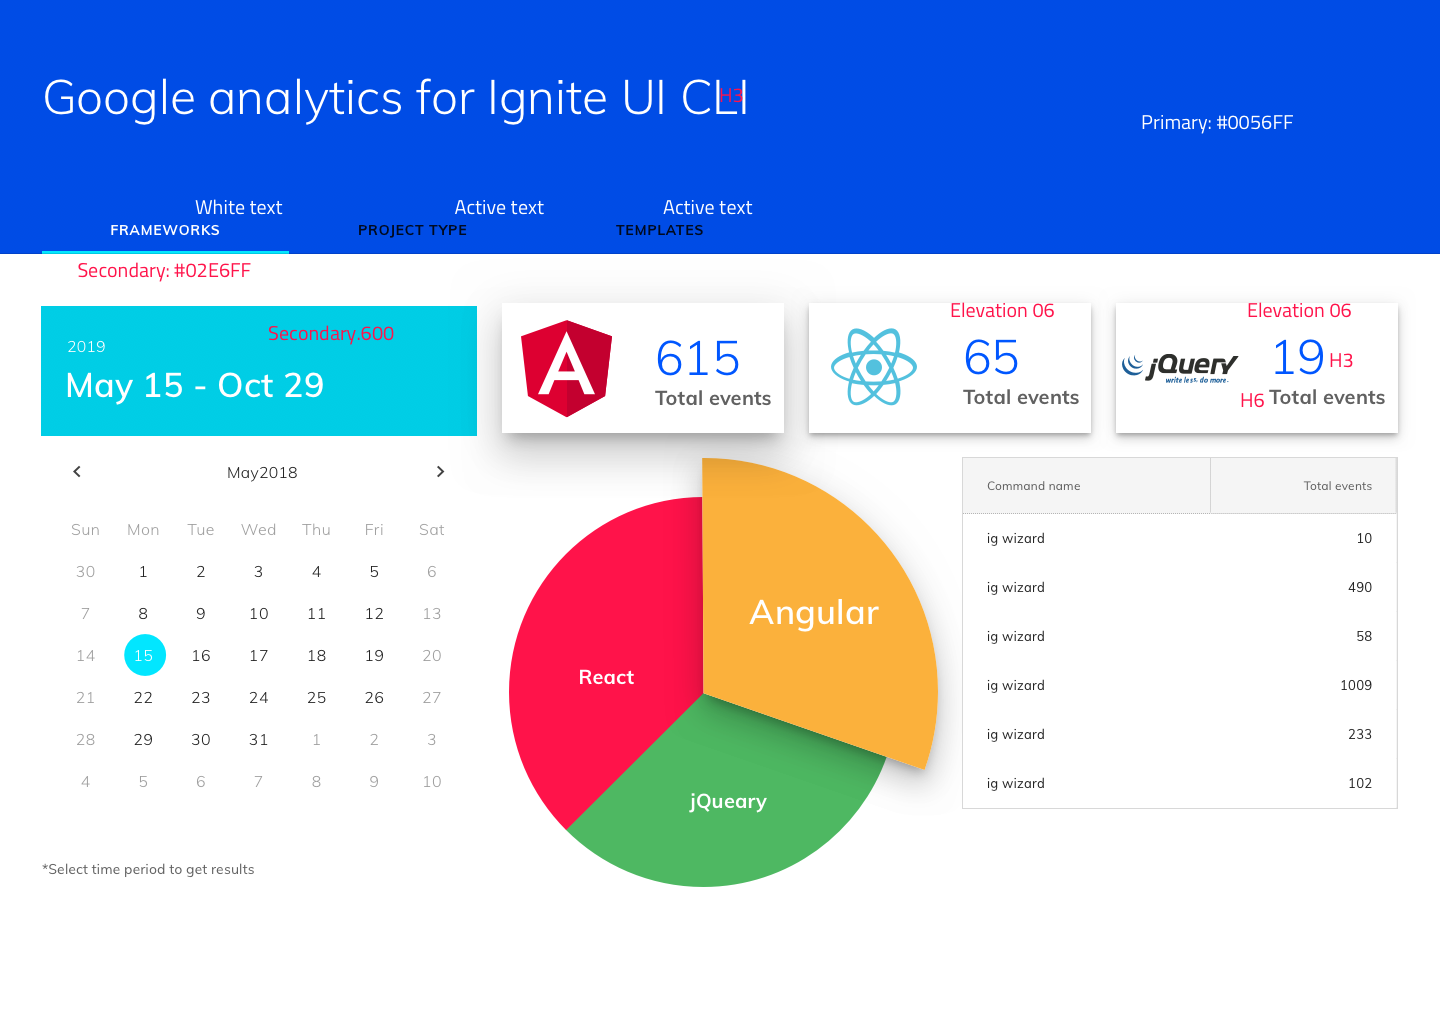 Google analytics for Ignite UI CLI
H3
Primary: #0056FF
White text
Active text
Active text
FRAMEWORKS
PROJECT TYPE
TEMPLATES
Secondary: #02E6FF
Secondary.600
2019
May 15 - Oct 29
615
Total events
Elevation 06
65
Total events
Elevation 06
jQuery
write less, do more.
19
H3
H6
Total events
May2018
Sun Mon Tue Wed Thu Fri Sat
30 1 2 3 4 5 6
7 8 9 10 11 12 13
14 15 16 17 18 19 20
21 22 23 24 25 26 27
28 29 30 31 1 2 3
4 5 6 7 8 9 10
*Select time period to get results
Angular
React
jQueary
Command name Total events
ig wizard 10
ig wizard 490
ig wizard 58
ig wizard 1009
ig wizard 233
ig wizard 102